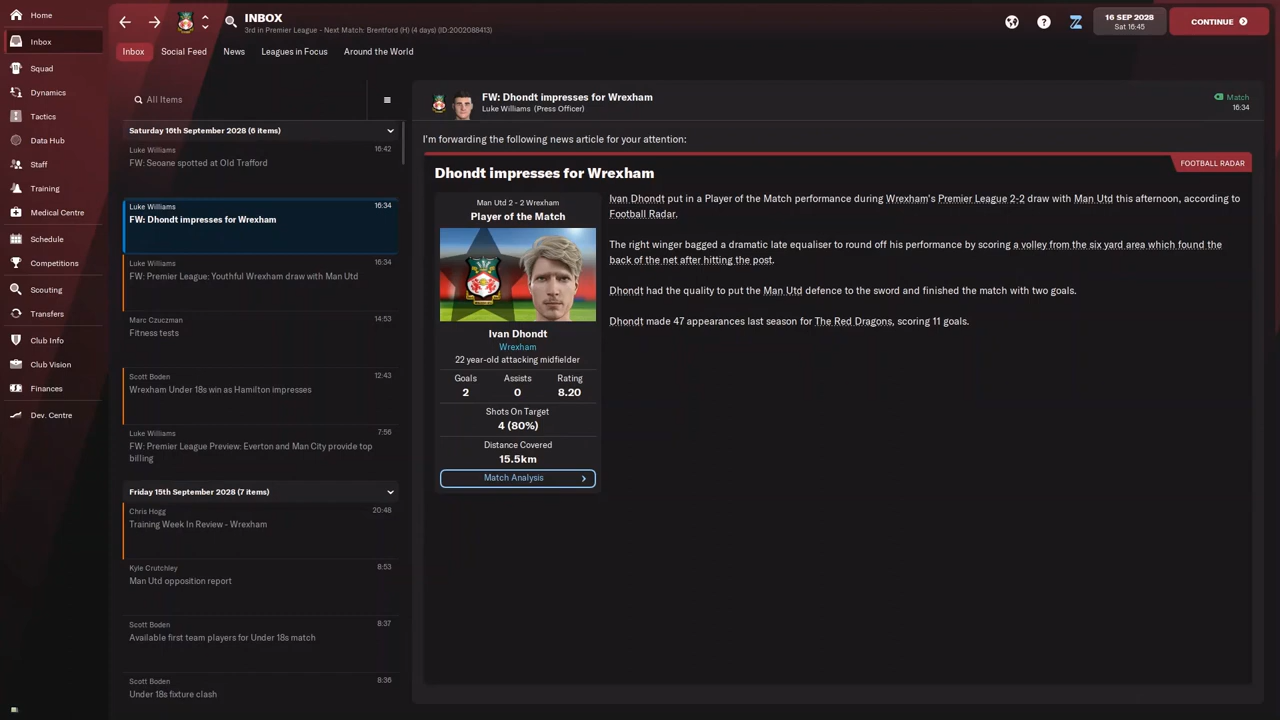 Home
Inbox
Squad
Dynamics
Tactics
Data Hub
Staff
Training
Medical Centre
Schedule
Competitions
Scouting
Transfers
Club Info
Club Vision
Finances
Dev. Centre
INBOX
3rd in Premier League - Next Match: Brentford (H) (4 days) (ID:2002088413)
16 SEP 2028
Sat 16:45
CONTINUE
Inbox
Social Feed
News
Leagues in Focus
Around the World
All Items
Saturday 16th September 2028 (6 items)
Luke Williams 16:42
FW: Seoane spotted at Old Trafford
Luke Williams 16:34
FW: Dhondt impresses for Wrexham
Luke Williams 16:34
FW: Premier League: Youthful Wrexham draw with Man Utd
Marc Czuczman 14:53
Fitness tests
Scott Boden 12:43
Wrexham Under 18s win as Hamilton impresses
Luke Williams 7:56
FW: Premier League Preview: Everton and Man City provide top
billing
Friday 15th September 2028 (7 items)
Chris Hogg 20:48
Training Week In Review - Wrexham
Kyle Crutchley 8:53
Man Utd opposition report
Scott Boden 8:37
Available first team players for Under 18s match
Scott Boden 8:36
Under 18s fixture clash
FW: Dhondt impresses for Wrexham
Luke Williams (Press Officer)
Match
16:34
I'm forwarding the following news article for your attention:
FOOTBALL RADAR
Dhondt impresses for Wrexham
Man Utd 2 - 2 Wrexham
Player of the Match
Ivan Dhondt
Wrexham
22 year-old attacking midfielder
Goals Assists Rating
2 0 8.20
Shots On Target
4 (80%)
Distance Covered
15.5km
Match Analysis
Ivan Dhondt put in a Player of the Match performance during Wrexham's Premier League 2-2 draw with Man Utd this afternoon, according to
Football Radar.
The right winger bagged a dramatic late equaliser to round off his performance by scoring a volley from the six yard area which found the
back of the net after hitting the post.
Dhondt had the quality to put the Man Utd defence to the sword and finished the match with two goals.
Dhondt made 47 appearances last season for The Red Dragons, scoring 11 goals.